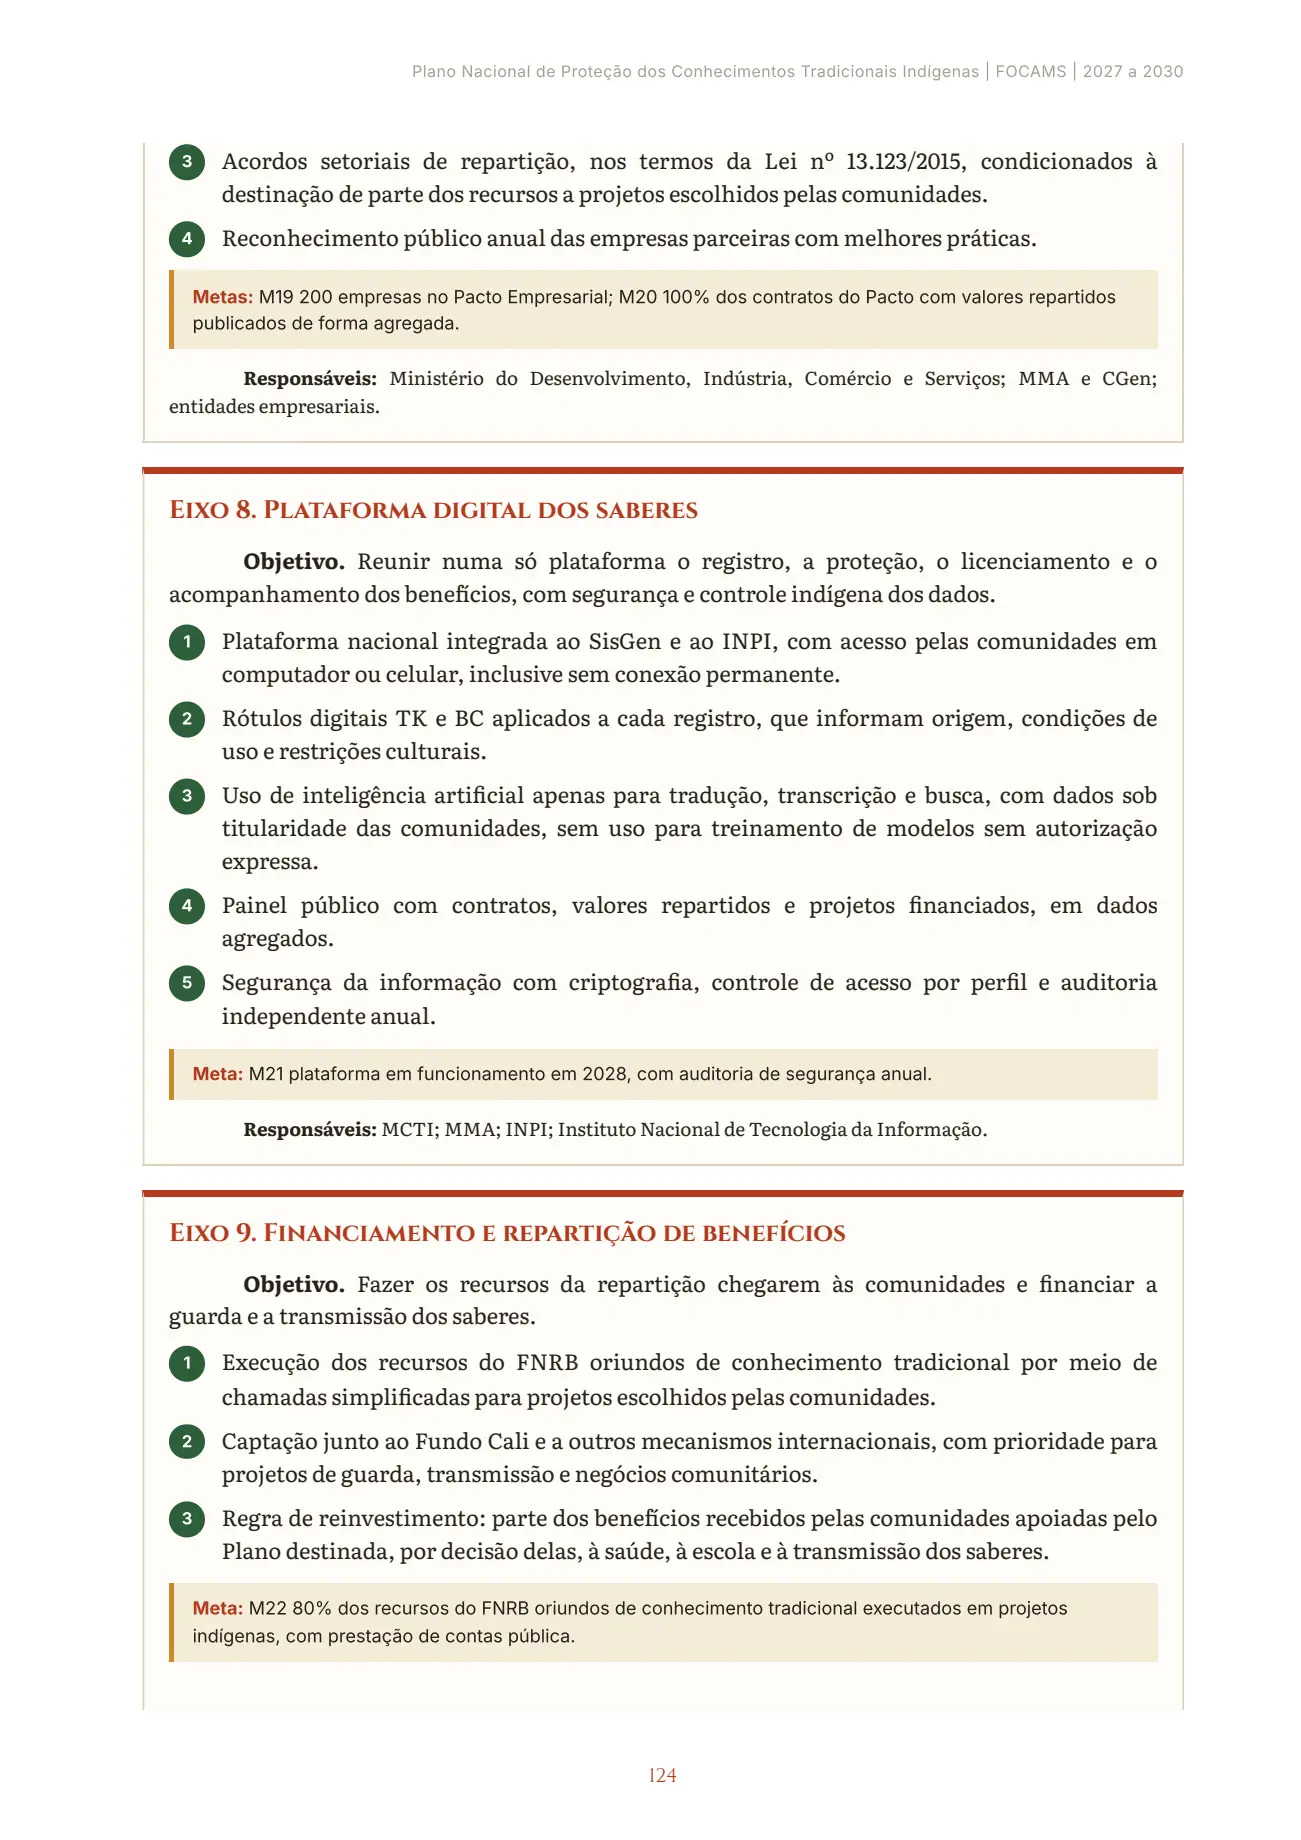 Plano Nacional de Proteção dos Conhecimentos Tradicionais Indígenas | FOCAMS | 2027 a 2030
3 Acordos setoriais de repartição, nos termos da Lei nº 13.123/2015, condicionados à
destinação de parte dos recursos a projetos escolhidos pelas comunidades.
4 Reconhecimento público anual das empresas parceiras com melhores práticas.
Metas: M19 200 empresas no Pacto Empresarial; M20 100% dos contratos do Pacto com valores repartidos
publicados de forma agregada.
Responsáveis: Ministério do Desenvolvimento, Indústria, Comércio e Serviços; MMA e CGen;
entidades empresariais.
Eixo 8. Plataforma digital dos saberes
Objetivo. Reunir numa só plataforma o registro, a proteção, o licenciamento e o
acompanhamento dos benefícios, com segurança e controle indígena dos dados.
1 Plataforma nacional integrada ao SisGen e ao INPI, com acesso pelas comunidades em
computador ou celular, inclusive sem conexão permanente.
2 Rótulos digitais TK e BC aplicados a cada registro, que informam origem, condições de
uso e restrições culturais.
3 Uso de inteligência artificial apenas para tradução, transcrição e busca, com dados sob
titularidade das comunidades, sem uso para treinamento de modelos sem autorização
expressa.
4 Painel público com contratos, valores repartidos e projetos financiados, em dados
agregados.
5 Segurança da informação com criptografia, controle de acesso por perfil e auditoria
independente anual.
Meta: M21 plataforma em funcionamento em 2028, com auditoria de segurança anual.
Responsáveis: MCTI; MMA; INPI; Instituto Nacional de Tecnologia da Informação.
Eixo 9. Financiamento e repartição de benefícios
Objetivo. Fazer os recursos da repartição chegarem às comunidades e financiar a
guarda e a transmissão dos saberes.
1 Execução dos recursos do FNRB oriundos de conhecimento tradicional por meio de
chamadas simplificadas para projetos escolhidos pelas comunidades.
2 Captação junto ao Fundo Cali e a outros mecanismos internacionais, com prioridade para
projetos de guarda, transmissão e negócios comunitários.
3 Regra de reinvestimento: parte dos benefícios recebidos pelas comunidades apoiadas pelo
Plano destinada, por decisão delas, à saúde, à escola e à transmissão dos saberes.
Meta: M22 80% dos recursos do FNRB oriundos de conhecimento tradicional executados em projetos
indígenas, com prestação de contas pública.
124